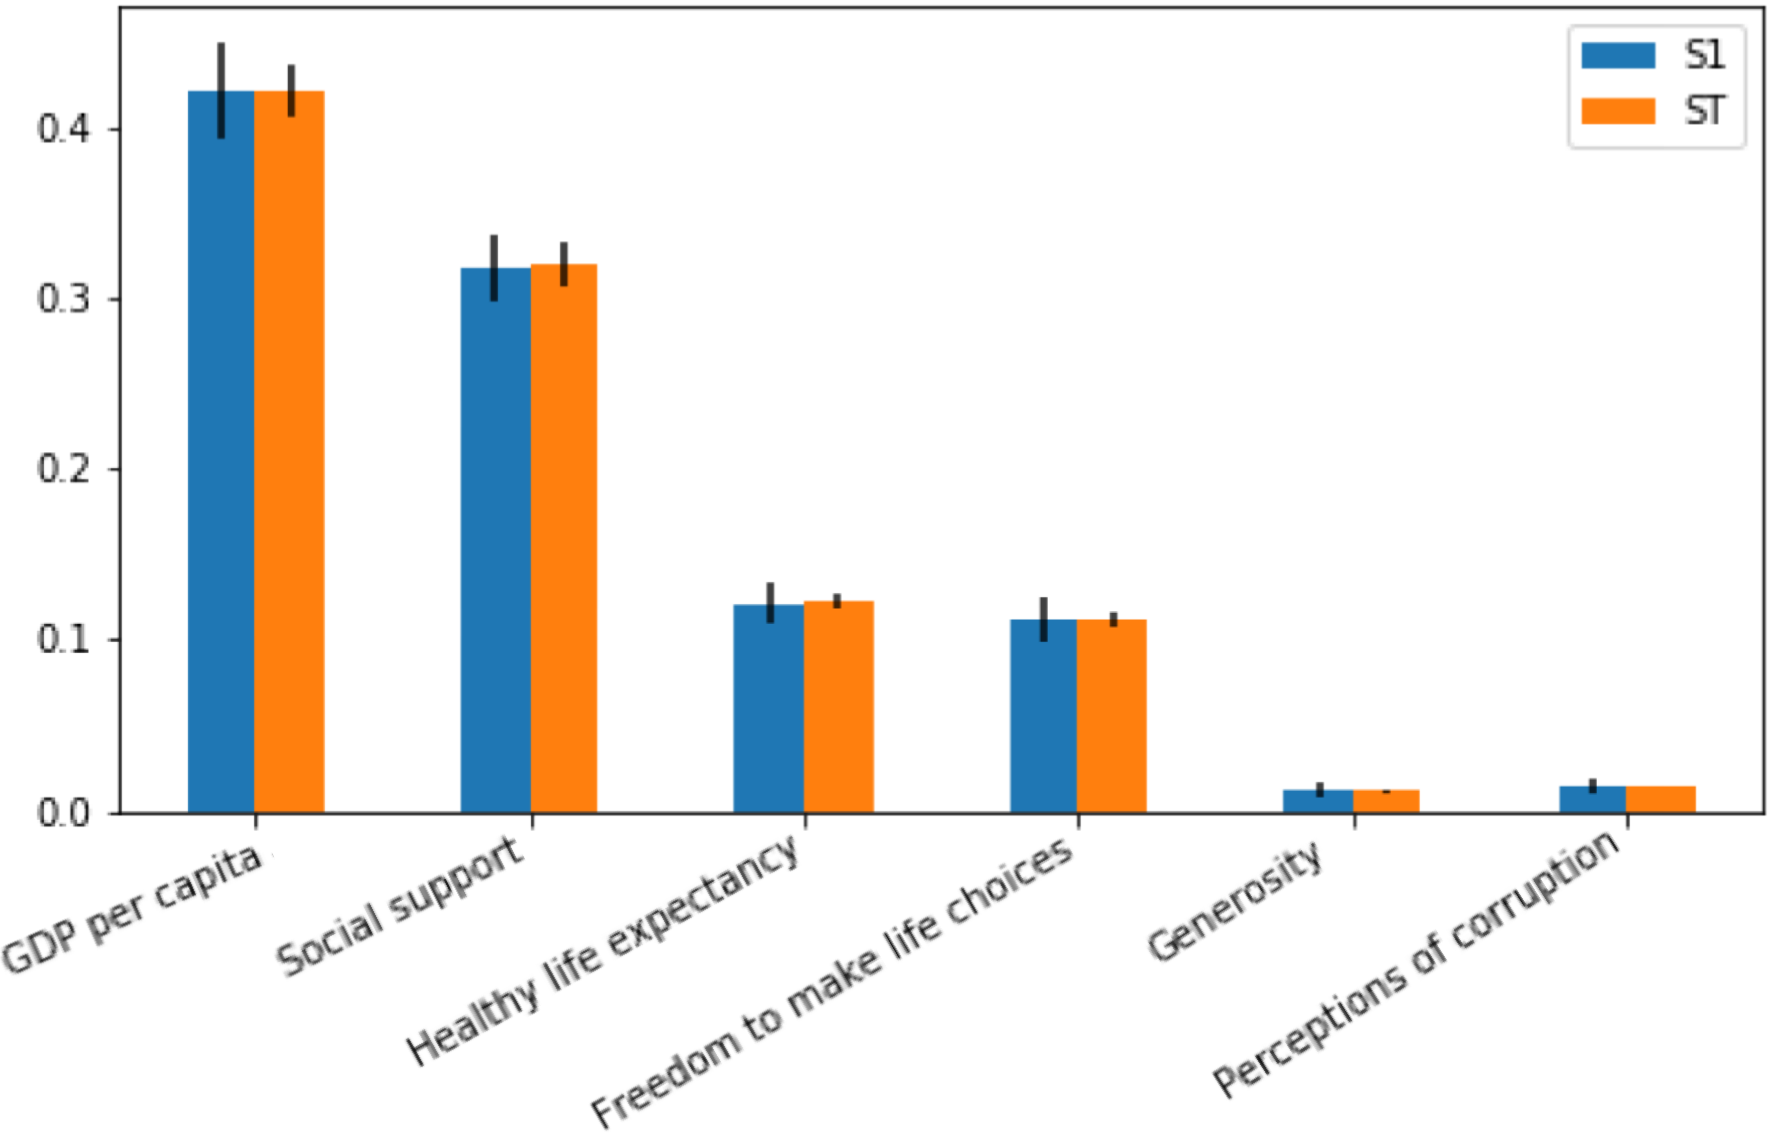 S1
ST
0.4
0.3
0.2
0.1
0.0
GDP per capita
Social support
Healthy life expectancy
Freedom to make life choices
Generosity
Perceptions of corruption